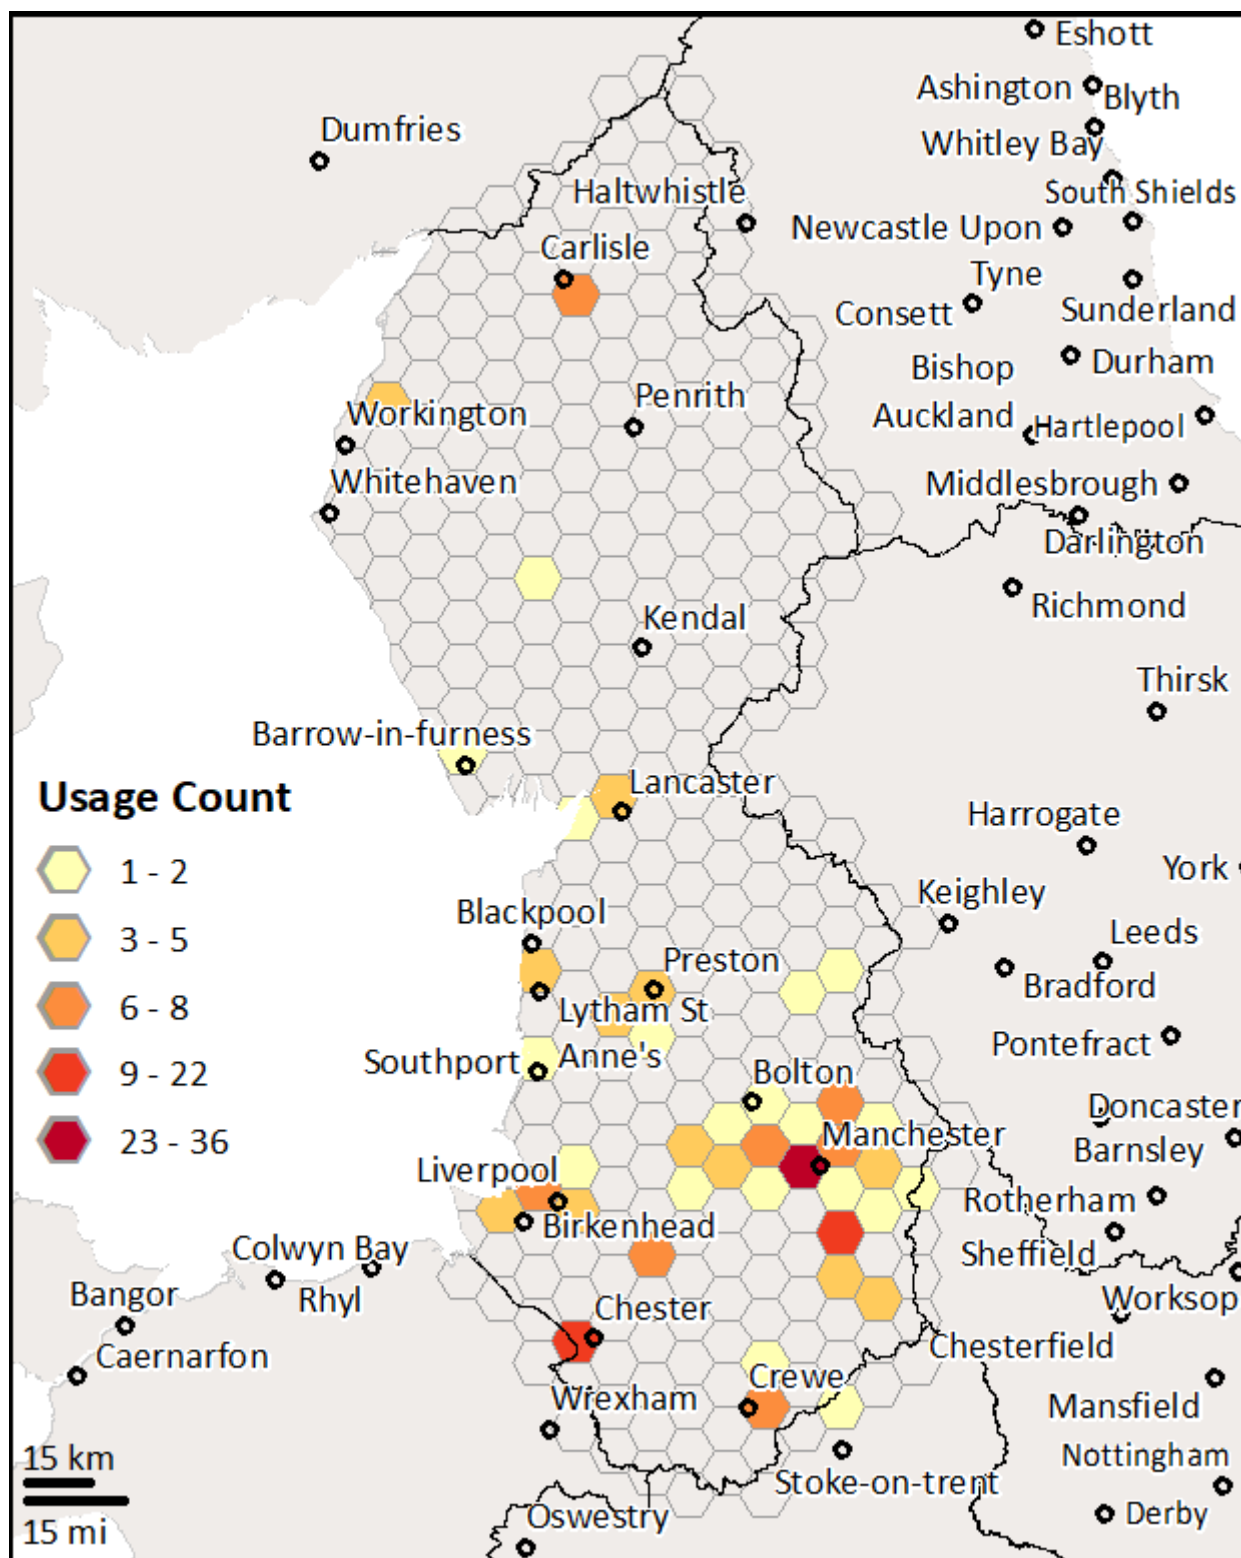 Eshott
Ashington
Blyth
Dumfries
Whitley Bay
Haltwhistle
South Shields
Newcastle Upon
Tyne
Carlisle
Consett
Sunderland
Bishop
Auckland
Durham
Penrith
Workington
Hartlepool
Whitehaven
Middlesbrough
Darlington
Richmond
Kendal
Thirsk
Barrow-in-furness
Lancaster
Usage Count
1 - 2
3 - 5
6 - 8
9 - 22
23 - 36
Harrogate
York
Keighley
Blackpool
Leeds
Preston
Bradford
Lytham St
Anne's
Pontefract
Southport
Bolton
Doncaster
Manchester
Barnsley
Liverpool
Rotherham
Birkenhead
Sheffield
Colwyn Bay
Rhyl
Bangor
Worksop
Chester
Chesterfield
Caernarfon
Crewe
Wrexham
Mansfield
15 km
15 mi
Nottingham
Stoke-on-trent
Oswestry
Derby